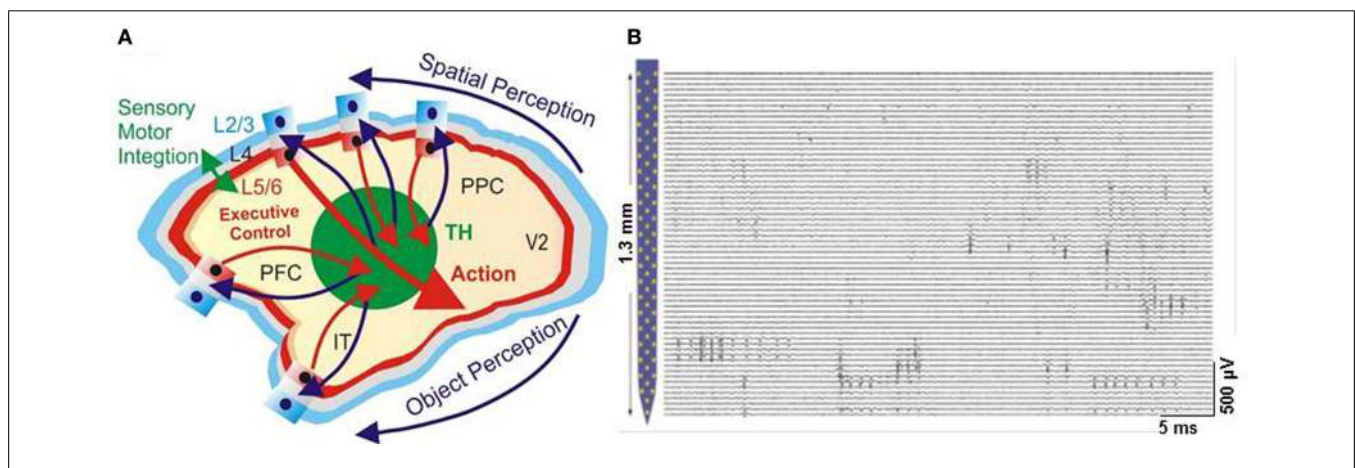 A
Spatial Perception
Sensory
Motor
Integtion
L2/3
L4
L5/6
Executive
Control
PPC
TH
V2
PFC
Action
IT
Object Perception
B
1.3 mm
500 µV
5 ms